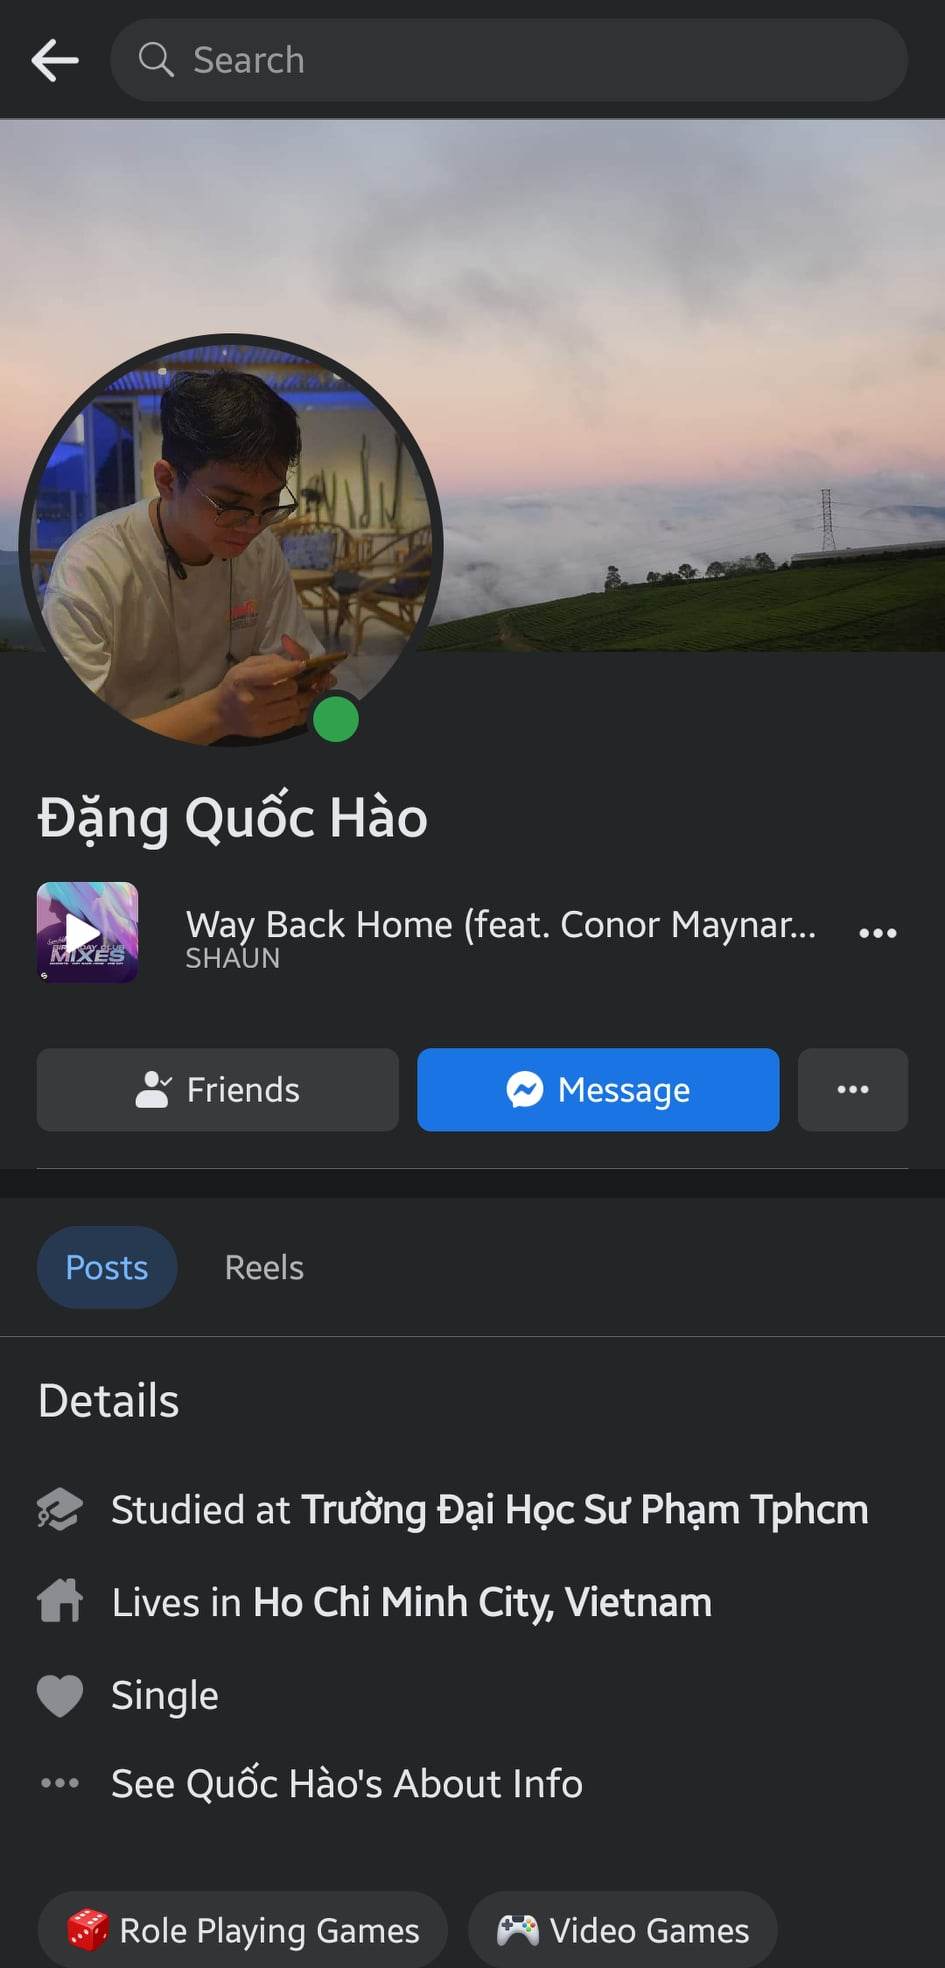 Search
Đặng Quốc Hào
MIXES
Way Back Home (feat. Conor Maynar...
SHAUN
Friends
Message
Posts
Reels
Details
Studied at Trường Đại Học Sư Phạm Tphcm
Lives in Ho Chi Minh City, Vietnam
Single
See Quốc Hào's About Info
Role Playing Games
Video Games